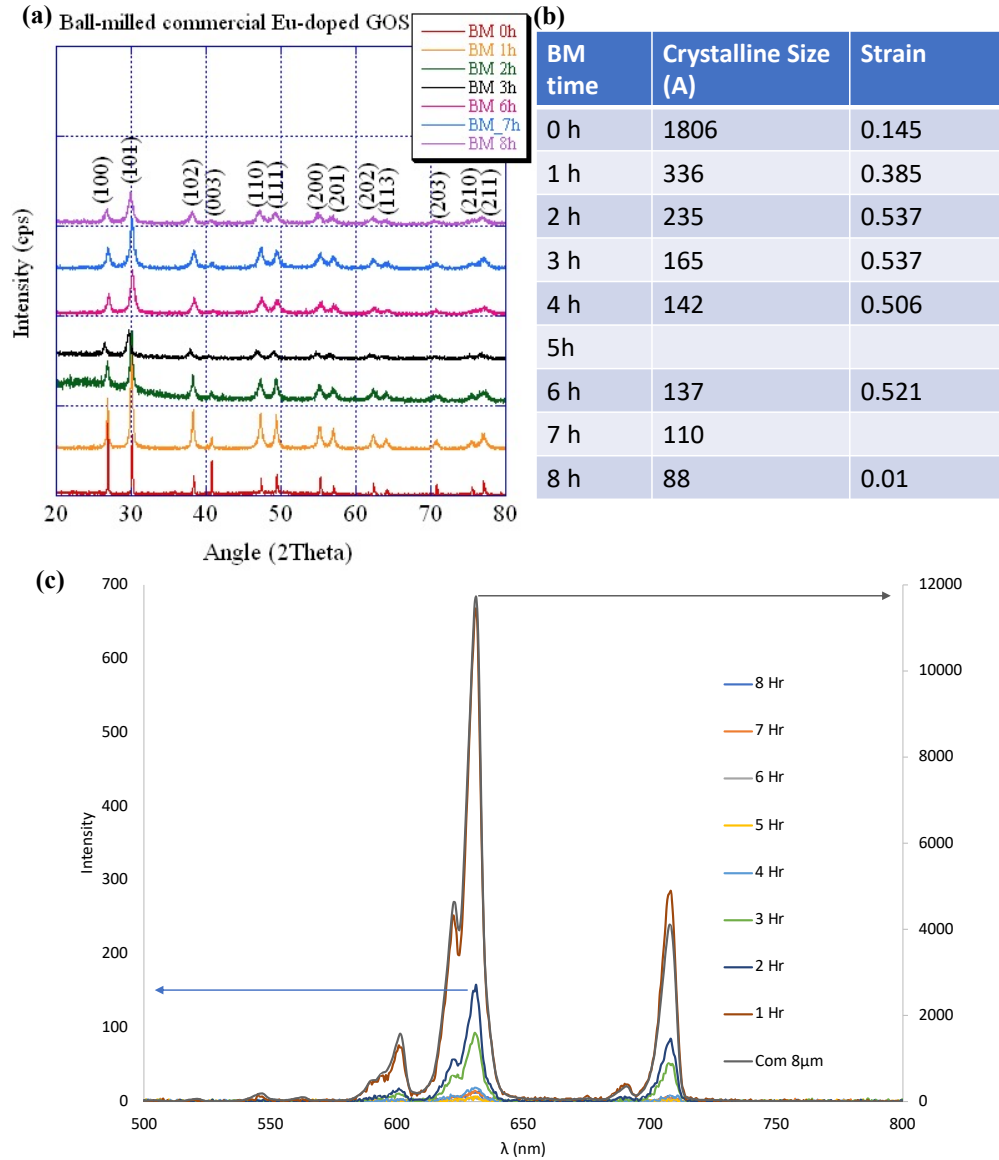 (a) Ball-milled commercial Eu-doped GOS
BM 0h
BM 1h
BM 2h
BM 3h
BM 6h
BM_7h
BM 8h
(100)
(101)
(102)
(003)
(110)
(111)
(200)
(201)
(202)
(113)
(203)
(210)
(211)
Intensity (cps)
20 30 40 50 60 70 80
Angle (2Theta)
(b)
BM time Crystalline Size (A) Strain
0 h 1806 0.145
1 h 336 0.385
2 h 235 0.537
3 h 165 0.537
4 h 142 0.506
5h
6 h 137 0.521
7 h 110
8 h 88 0.01
(c)
700
600
500
400
300
200
100
0
Intensity
12000
10000
8000
6000
4000
2000
0
8 Hr
7 Hr
6 Hr
5 Hr
4 Hr
3 Hr
2 Hr
1 Hr
Com 8μm
500 550 600 650 700 750 800
λ (nm)